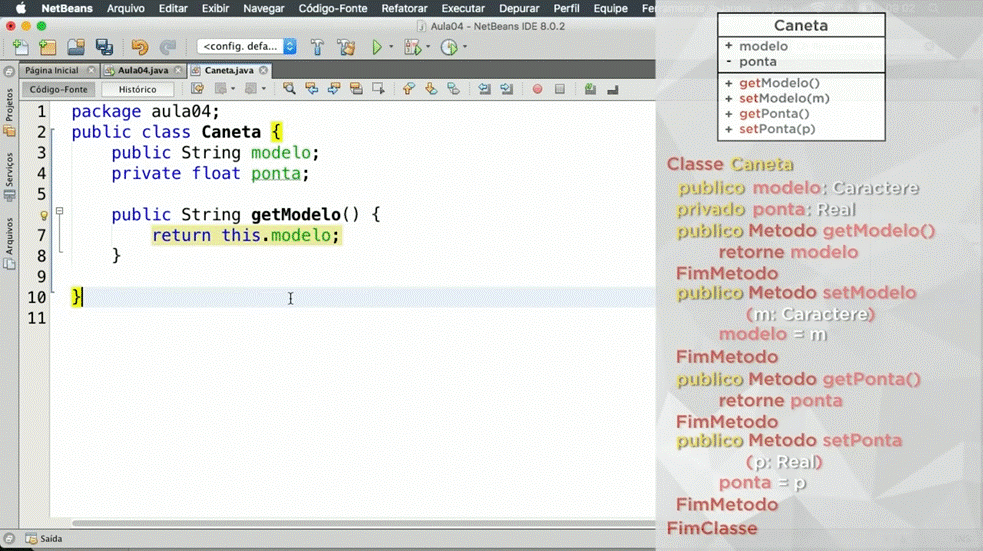 NetBeans Arquivo Editar Exibir Navegar Código-Fonte Refatorar Executar Depurar Perfil Equipe
Aula04 - NetBeans IDE 8.0.2
<config. defa...
Página Inicial Aula04.java Caneta.java
Código-Fonte Histórico
Projetos
Serviços
Arquivos
1 package aula04;
2 public class Caneta {
3 public String modelo;
4 private float ponta;
5
public String getModelo() {
7 return this.modelo;
8 }
9
10 }
11
Saída
Caneta
+ modelo
- ponta
+ getModelo()
+ setModelo(m)
+ getPonta()
+ setPonta(p)
Classe Caneta
publico modelo: Caractere
privado ponta: Real
publico Metodo getModelo()
retorne modelo
FimMetodo
publico Metodo setModelo
(m: Caractere)
modelo = m
FimMetodo
publico Metodo getPonta()
retorne ponta
FimMetodo
publico Metodo setPonta
(p: Real)
ponta = p
FimMetodo
FimClasse